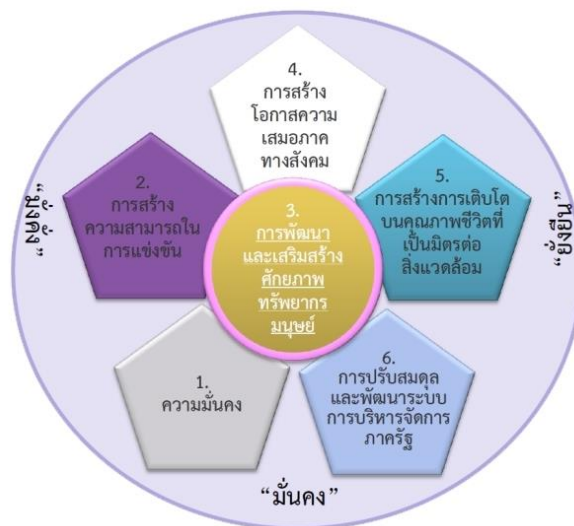 4.
การสร้าง
โอกาสความ
เสมอภาค
ทางสังคม
2.
การสร้าง
ความสามารถใน
การแข่งขัน
5.
การสร้างการเติบโต
บนคุณภาพชีวิตที่
เป็นมิตรต่อ
สิ่งแวดล้อม
3.
การพัฒนา
และเสริมสร้าง
ศักยภาพ
ทรัพยากร
มนุษย์
1.
ความมั่นคง
6.
การปรับสมดุล
และพัฒนาระบบ
การบริหารจัดการ
ภาครัฐ
“มั่งคั่ง”
“ยั่งยืน”
“มั่นคง”